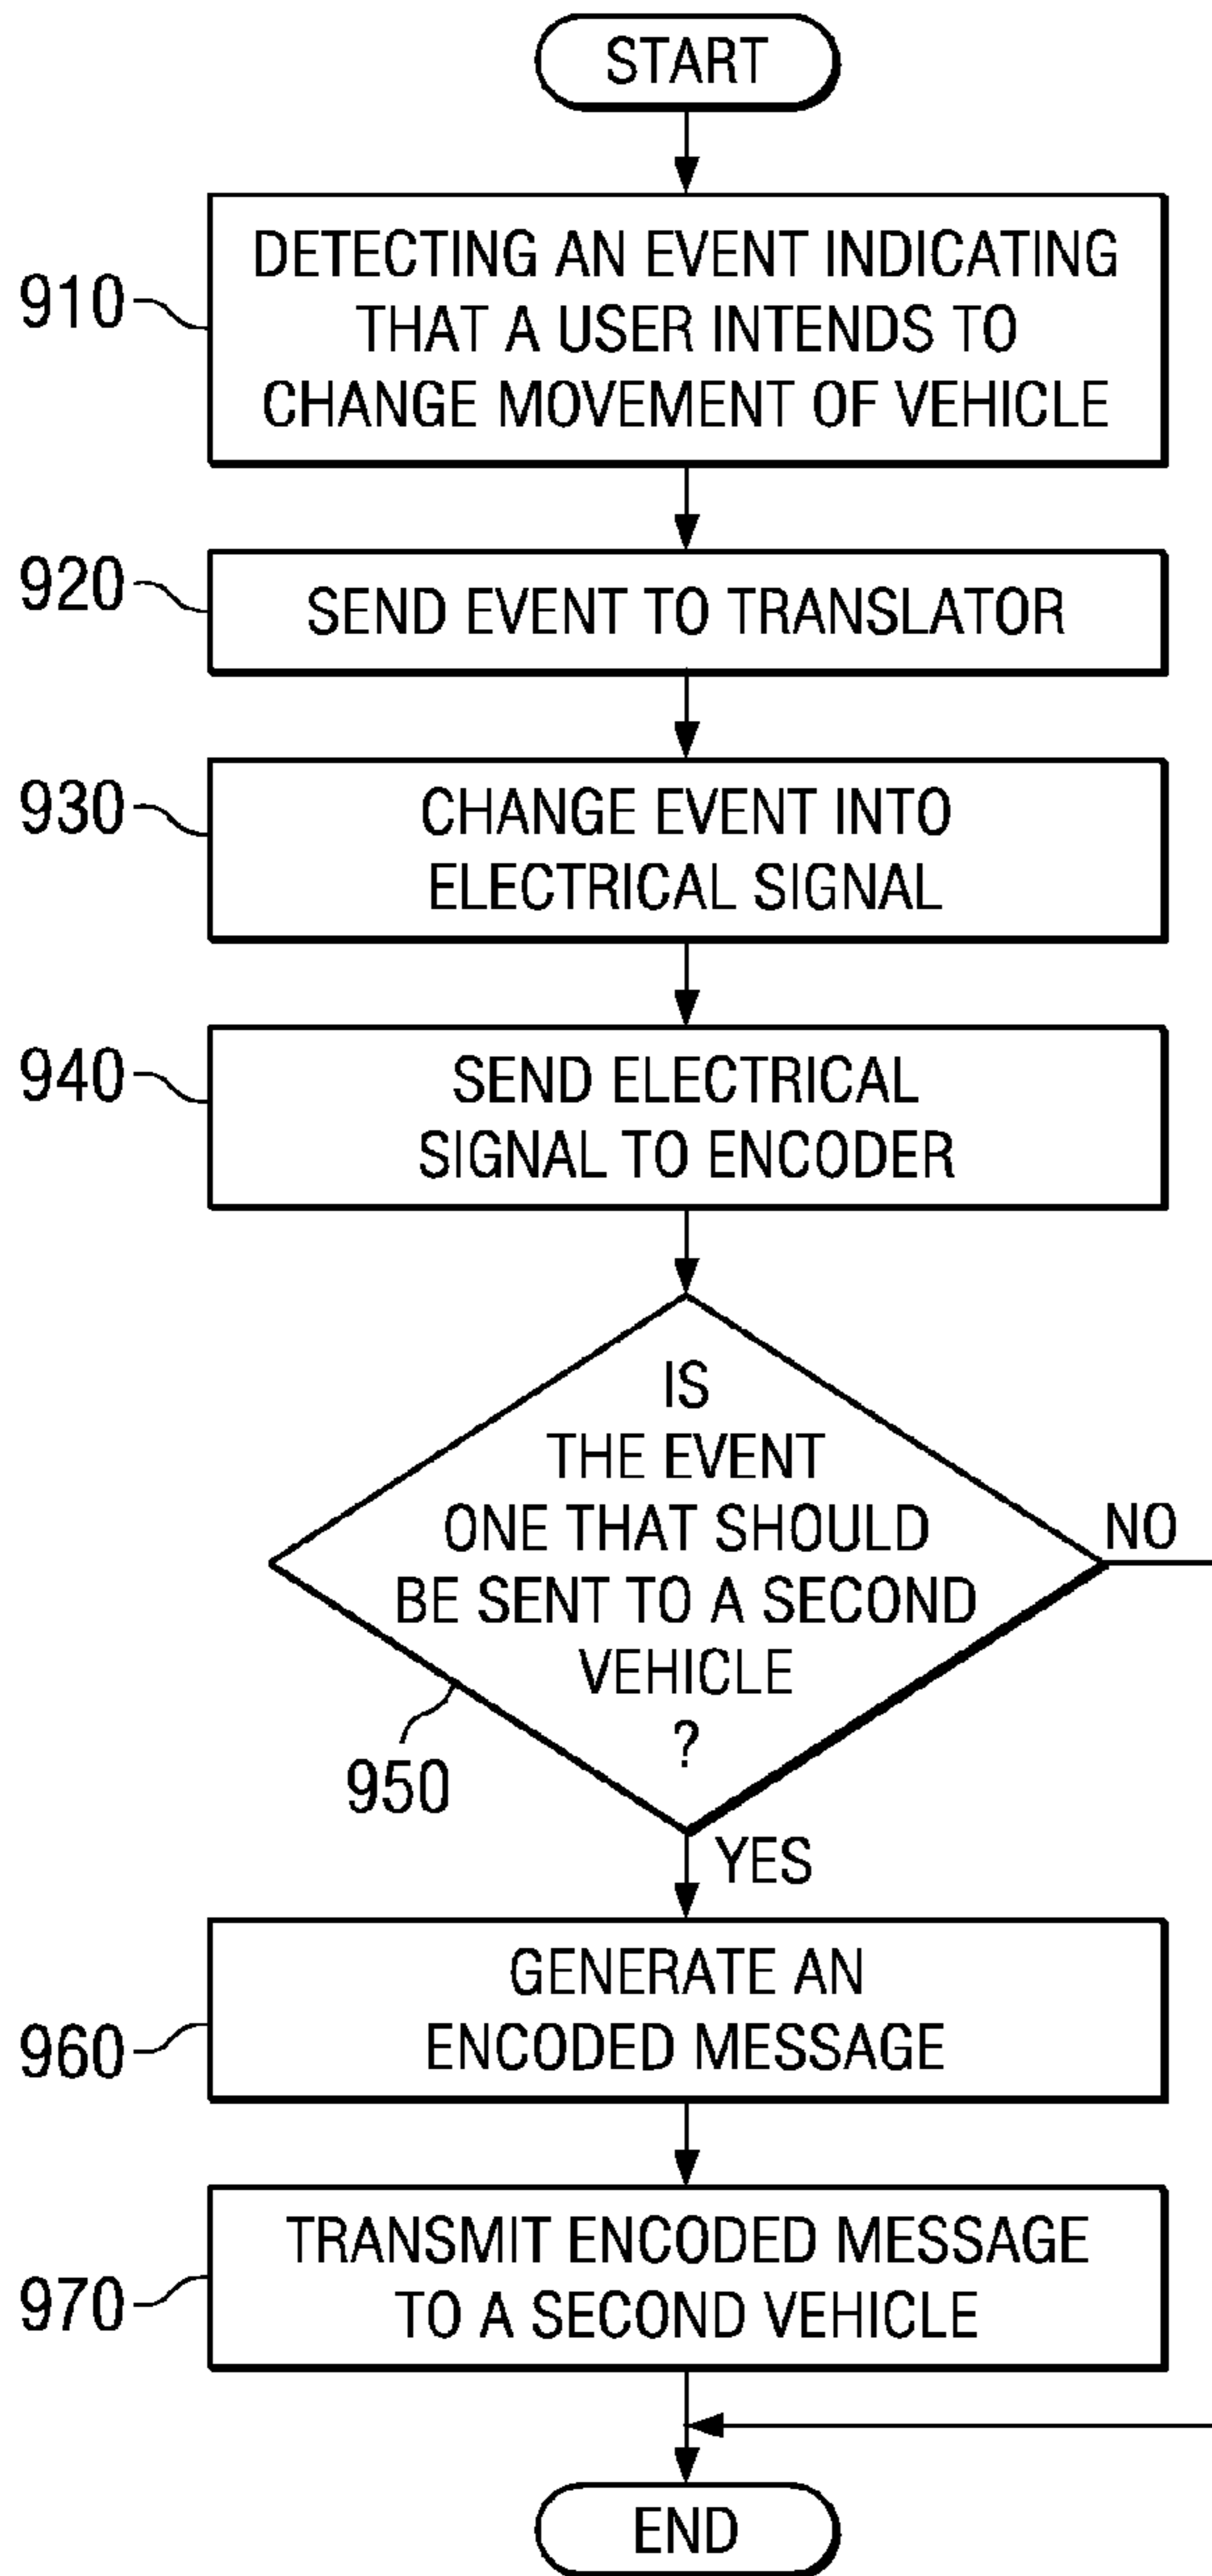 START
910
DETECTING AN EVENT INDICATING
THAT A USER INTENDS TO
CHANGE MOVEMENT OF VEHICLE
920
SEND EVENT TO TRANSLATOR
930
CHANGE EVENT INTO
ELECTRICAL SIGNAL
940
SEND ELECTRICAL
SIGNAL TO ENCODER
IS
THE EVENT
ONE THAT SHOULD
BE SENT TO A SECOND
VEHICLE
?
NO
950
YES
960
GENERATE AN
ENCODED MESSAGE
970
TRANSMIT ENCODED MESSAGE
TO A SECOND VEHICLE
END